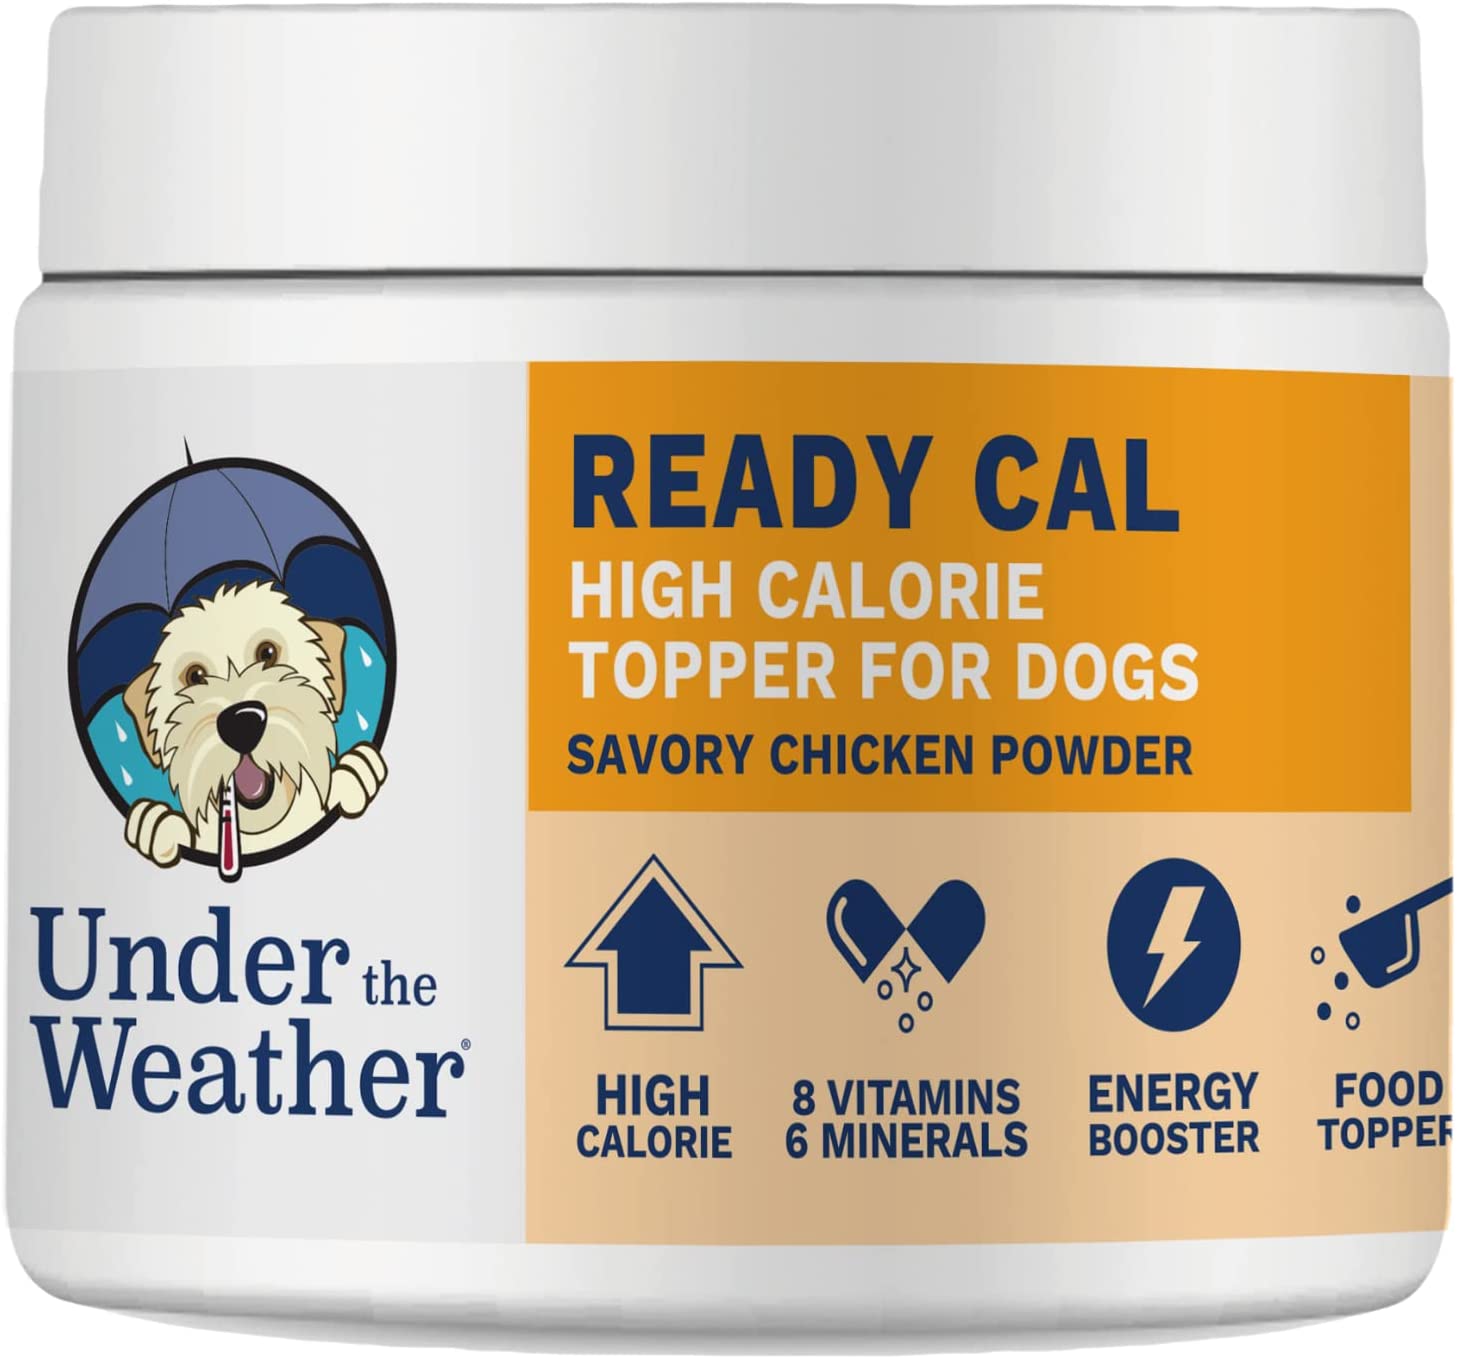 READY CAL
HIGH CALORIE
TOPPER FOR DOGS
SAVORY CHICKEN POWDER
Under the
Weather®
HIGH
CALORIE
8 VITAMINS
6 MINERALS
ENERGY
BOOSTER
FOOD
TOPPER